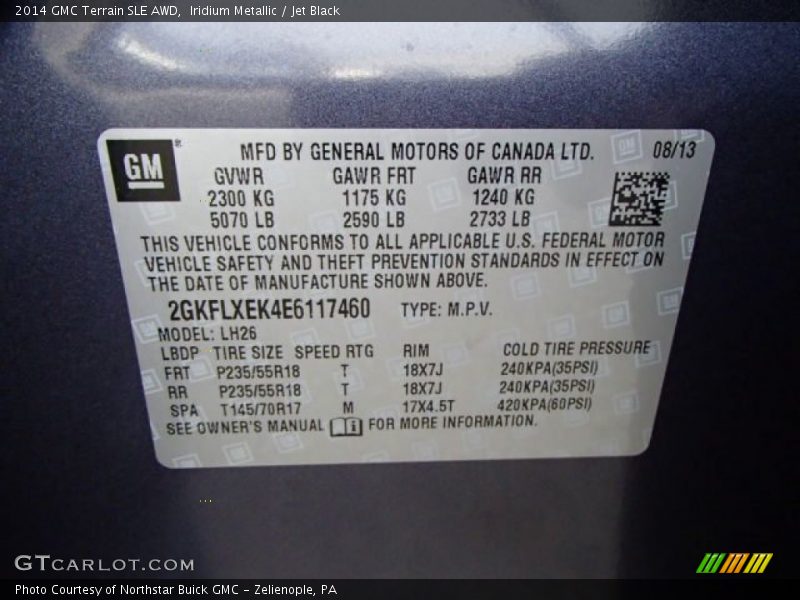 2014 GMC Terrain SLE AWD, Iridium Metallic / Jet Black
GM
MFD BY GENERAL MOTORS OF CANADA LTD. 08/13
GVWR GAWR FRT GAWR RR
2300 KG 1175 KG 1240 KG
5070 LB 2590 LB 2733 LB
THIS VEHICLE CONFORMS TO ALL APPLICABLE U.S. FEDERAL MOTOR
VEHICLE SAFETY AND THEFT PREVENTION STANDARDS IN EFFECT ON
THE DATE OF MANUFACTURE SHOWN ABOVE.
2GKFLXEK4E6117460 TYPE: M.P.V.
MODEL: LH26
LBDP TIRE SIZE SPEED RTG RIM COLD TIRE PRESSURE
FRT P235/55R18 T 18X7J 240KPA(35PSI)
RR P235/55R18 T 18X7J 240KPA(35PSI)
SPA T145/70R17 M 17X4.5T 420KPA(60PSI)
SEE OWNER'S MANUAL FOR MORE INFORMATION.
GTCARLOT.COM
Photo Courtesy of Northstar Buick GMC - Zelienople, PA